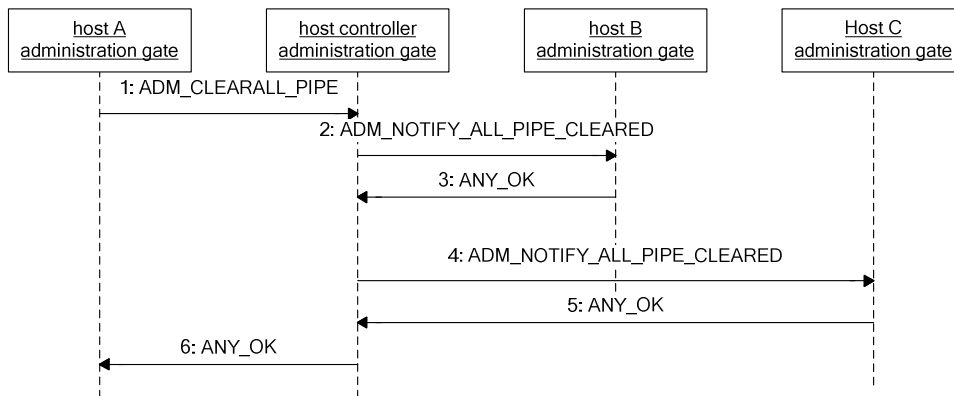 host A
administration gate
host controller
administration gate
host B
administration gate
Host C
administration gate
1: ADM_CLEARALL_PIPE
2: ADM_NOTIFY_ALL_PIPE_CLEARED
3: ANY_OK
4: ADM_NOTIFY_ALL_PIPE_CLEARED
5: ANY_OK
6: ANY_OK